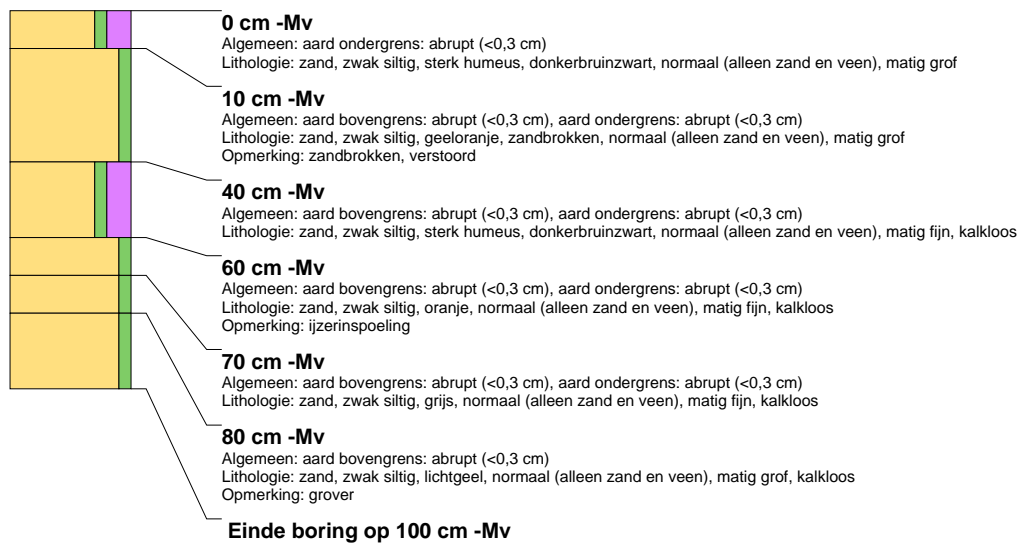 0 cm -Mv
Algemeen: aard ondergrens: abrupt (<0,3 cm)
Lithologie: zand, zwak siltig, sterk humeus, donkerbruinzwart, normaal (alleen zand en veen), matig grof
10 cm -Mv
Algemeen: aard bovengrens: abrupt (<0,3 cm), aard ondergrens: abrupt (<0,3 cm)
Lithologie: zand, zwak siltig, geeloranje, zandbrokken, normaal (alleen zand en veen), matig grof
Opmerking: zandbrokken, verstoord
40 cm -Mv
Algemeen: aard bovengrens: abrupt (<0,3 cm), aard ondergrens: abrupt (<0,3 cm)
Lithologie: zand, zwak siltig, sterk humeus, donkerbruinzwart, normaal (alleen zand en veen), matig fijn, kalkloos
60 cm -Mv
Algemeen: aard bovengrens: abrupt (<0,3 cm), aard ondergrens: abrupt (<0,3 cm)
Lithologie: zand, zwak siltig, oranje, normaal (alleen zand en veen), matig fijn, kalkloos
Opmerking: ijzerinspoeling
70 cm -Mv
Algemeen: aard bovengrens: abrupt (<0,3 cm), aard ondergrens: abrupt (<0,3 cm)
Lithologie: zand, zwak siltig, grijs, normaal (alleen zand en veen), matig fijn, kalkloos
80 cm -Mv
Algemeen: aard bovengrens: abrupt (<0,3 cm)
Lithologie: zand, zwak siltig, lichtgeel, normaal (alleen zand en veen), matig grof, kalkloos
Opmerking: grover
Einde boring op 100 cm -Mv